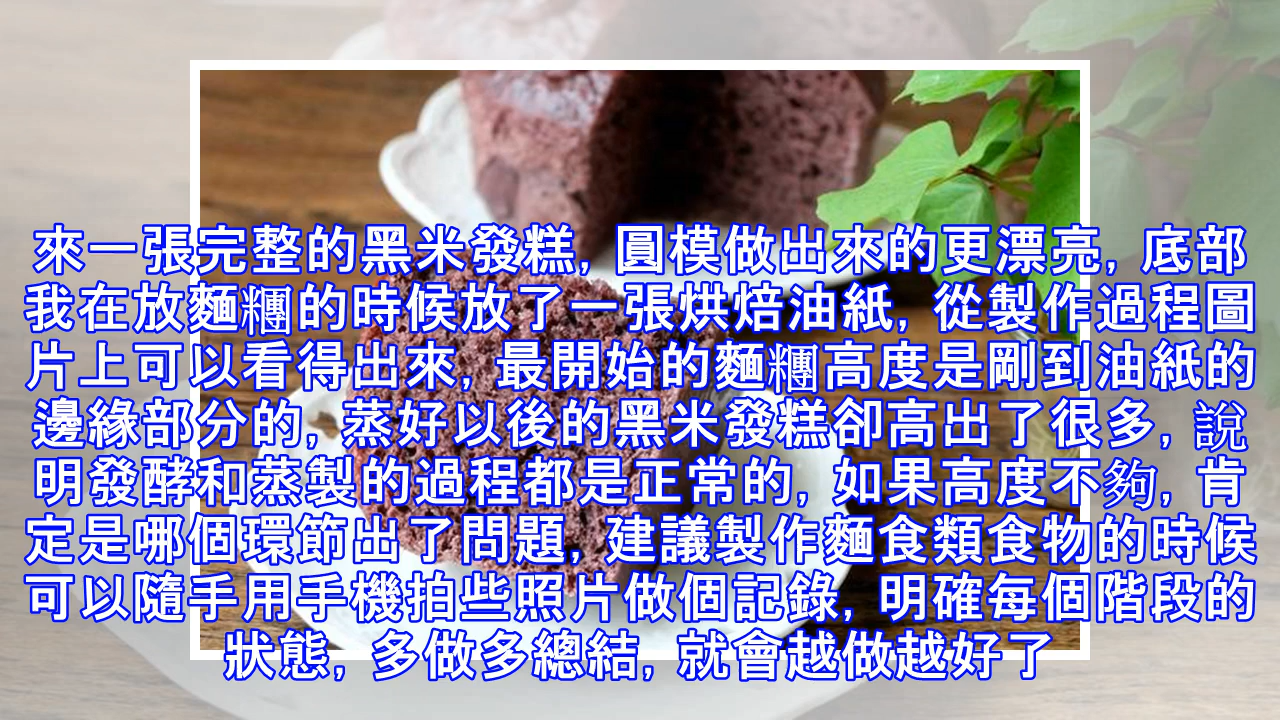 來一張完整的黑米發糕, 圓模做出來的更漂亮, 底部
我在放麵糰的時候放了一張烘焙油紙, 從製作過程圖
片上可以看得出來, 最開始的麵糰高度是剛到油紙的
邊緣部分的, 蒸好以後的黑米發糕卻高出了很多, 說
明發酵和蒸製的過程都是正常的, 如果高度不夠, 肯
定是哪個環節出了問題, 建議製作麵食類食物的時候
可以隨手用手機拍些照片做個記錄, 明確每個階段的
狀態, 多做多總結, 就會越做越好了